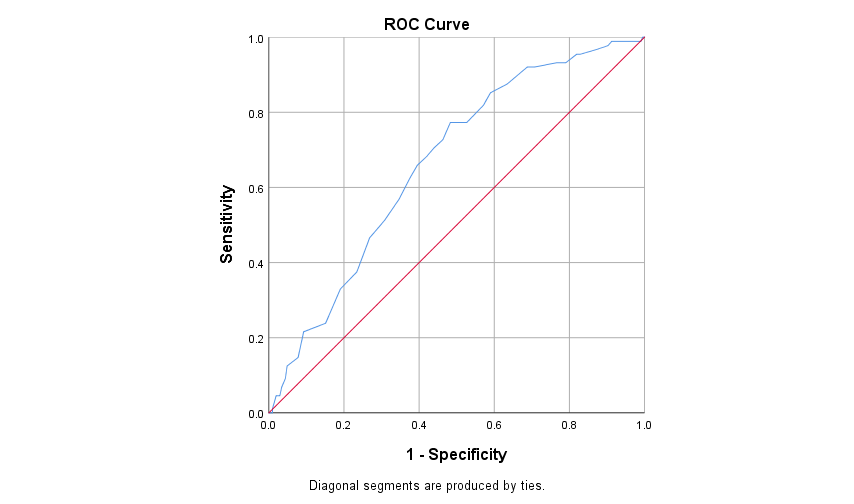 ROC Curve
1.0
0.8
0.6
0.4
0.2
0.0
Sensitivity
0.0 0.2 0.4 0.6 0.8 1.0
1 - Specificity
Diagonal segments are produced by ties.